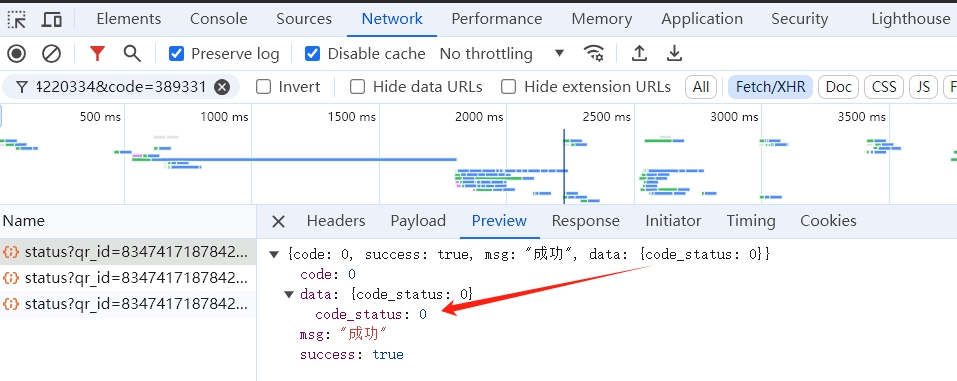 Elements Console Sources Network Performance Memory Application Security Lighthouse
Preserve log Disable cache No throttling
4220334&code=389331 Invert Hide data URLs Hide extension URLs All Fetch/XHR Doc CSS JS
500 ms 1000 ms 1500 ms 2000 ms 2500 ms 3000 ms 3500 ms
Name Headers Payload Preview Response Initiator Timing Cookies
status?qr_id=8347417187842...
status?qr_id=8347417187842...
status?qr_id=8347417187842...
{code: 0, success: true, msg: "成功", data: {code_status: 0}}
code: 0
data: {code_status: 0}
code_status: 0
msg: "成功"
success: true